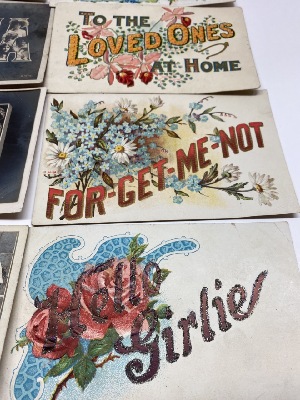 TO THE
LOVED ONES
AT HOME
FOR-GET-ME-NOT
Hello
Girlie